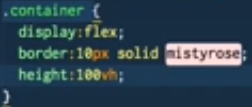 .container {
display:flex;
border:10px solid mistyrose;
height:100vh;
}